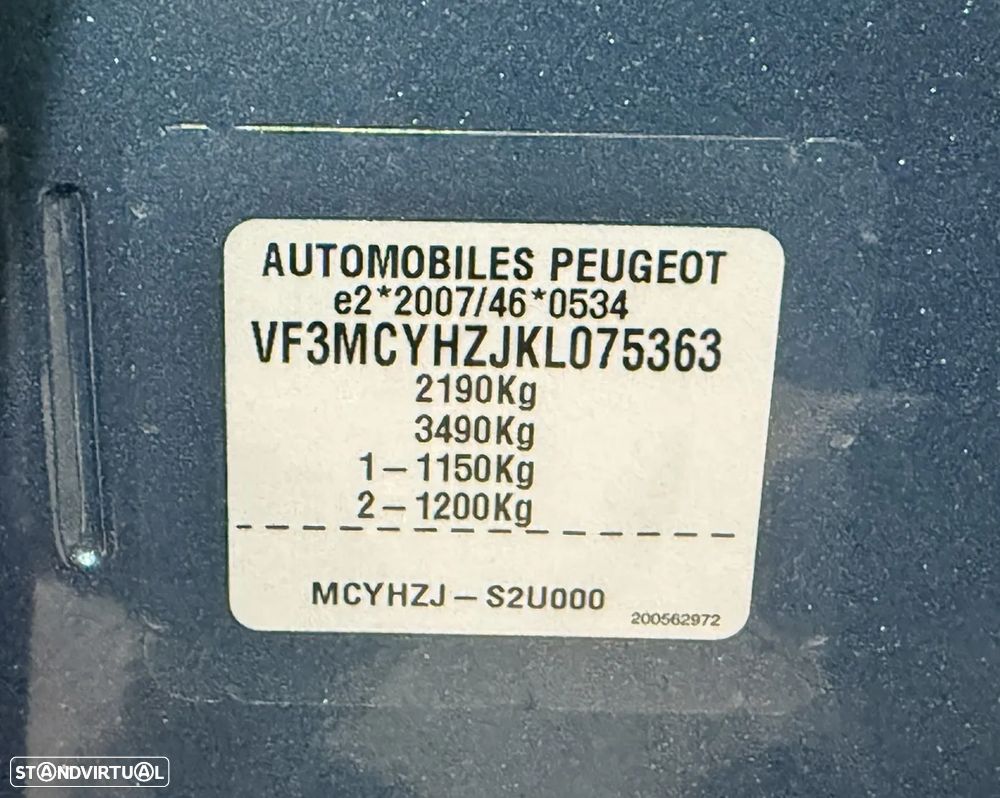 AUTOMOBILES PEUGEOT
e2*2007/46*0534
VF3MCYHZJKL075363
2190Kg
3490Kg
1-1150Kg
2-1200Kg
MCYHZJ-S2U000
200562972
STANDVIRTUAL